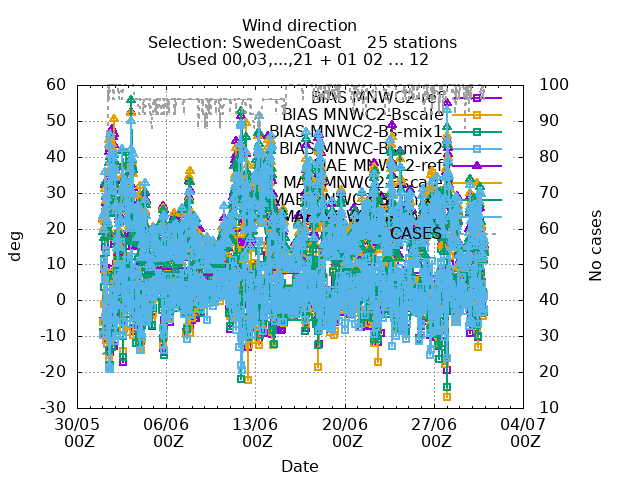 Wind direction
Selection: SwedenCoast 25 stations
Used 00,03,...,21 + 01 02 ... 12
60
50
40
30
20
10
0
-10
-20
-30
100
90
80
70
60
50
40
30
20
10
deg
No cases
BIAS MNWC2-ref
BIAS MNWC2-Bscale
BIAS MNWC2-Bs-mix1
BIAS MNWC-Bs-mix2
MAE MNWC2-ref
MAE MNWC2-Bscale
CASES
30/05 06/06 13/06 20/06 27/06 04/07
00Z 00Z 00Z 00Z 00Z 00Z
Date